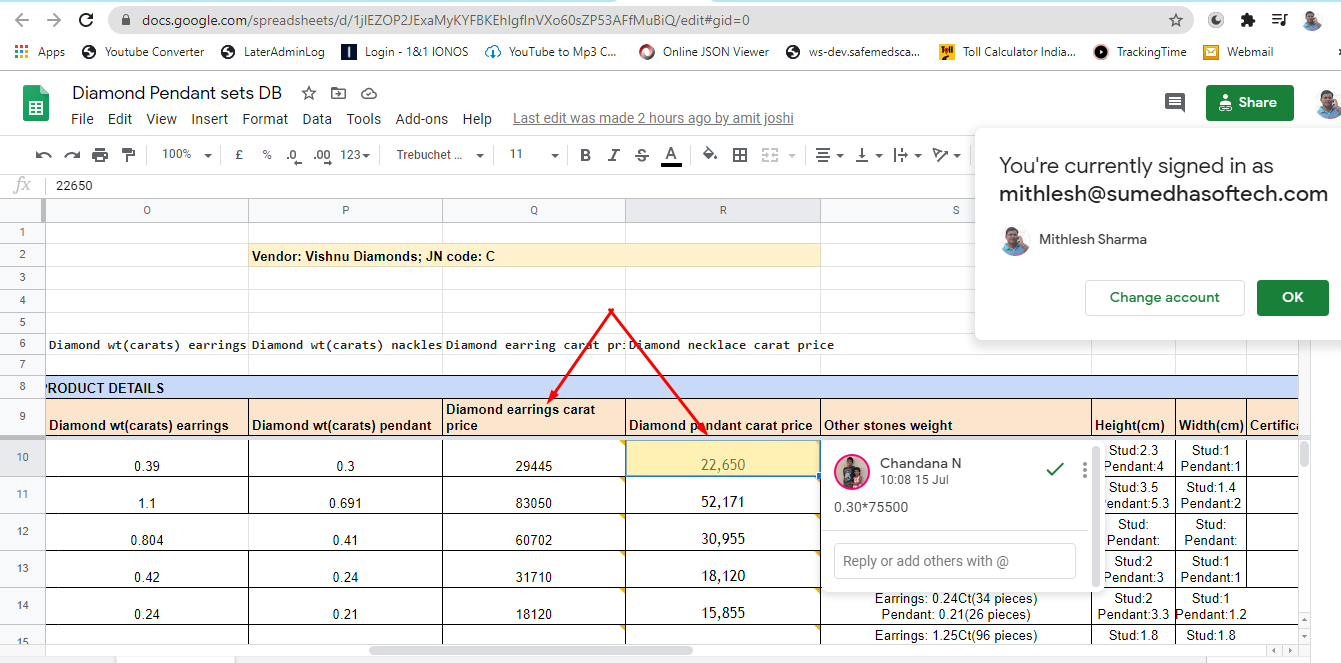 docs.google.com/spreadsheets/d/1jIEZOP2JExaMyKYFBKEhIgfInVXo60sZP53AFfMuBiQ/edit#gid=0
Apps YouTube Converter LaterAdminLog Login - 1&1 IONOS YouTube to Mp3 C... Online JSON Viewer ws-dev.safemedsca... Toll Calculator India... TrackingTime Webmail
Diamond Pendant sets DB
Share
File Edit View Insert Format Data Tools Add-ons Help Last edit was made 2 hours ago by amit joshi
100% £ % .0 .00 123 Trebuchet ... 11 B I S A
fx 22650
O P Q R S
1
2 Vendor: Vishnu Diamonds; JN code: C
3
4
5
6 Diamond wt(carats) earrings Diamond wt(carats) nackles Diamond earring carat pr: Diamond necklace carat price
7
8 RODUCT DETAILS
9 Diamond wt(carats) earrings Diamond wt(carats) pendant Diamond earrings carat price Diamond pendant carat price Other stones weight Height(cm) Width(cm) Certifica
10 0.39 0.3 29445 22,650 Stud:2.3 Pendant:4 Stud:1 Pendant:1
11 1.1 0.691 83050 52,171 Stud:3.5 endant:5.3 Stud:1.4 Pendant:2
12 0.804 0.41 60702 30,955 Stud: Pendant: Stud: Pendant:
13 0.42 0.24 31710 18,120 Stud:2 Pendant:3 Stud:1 Pendant:1
14 0.24 0.21 18120 15,855 Earrings: 0.24Ct(34 pieces) Pendant: 0.21(26 pieces) Stud:2 Pendant:3.3 Stud:1 Pendant:1.2
15 Earrings: 1.25Ct(96 pieces) Stud:1.8 Stud:1.8
Chandana N
10:08 15 Jul
0.30*75500
Reply or add others with @
You're currently signed in as
mithlesh@sumedhasoftech.com
Mithlesh Sharma
Change account OK